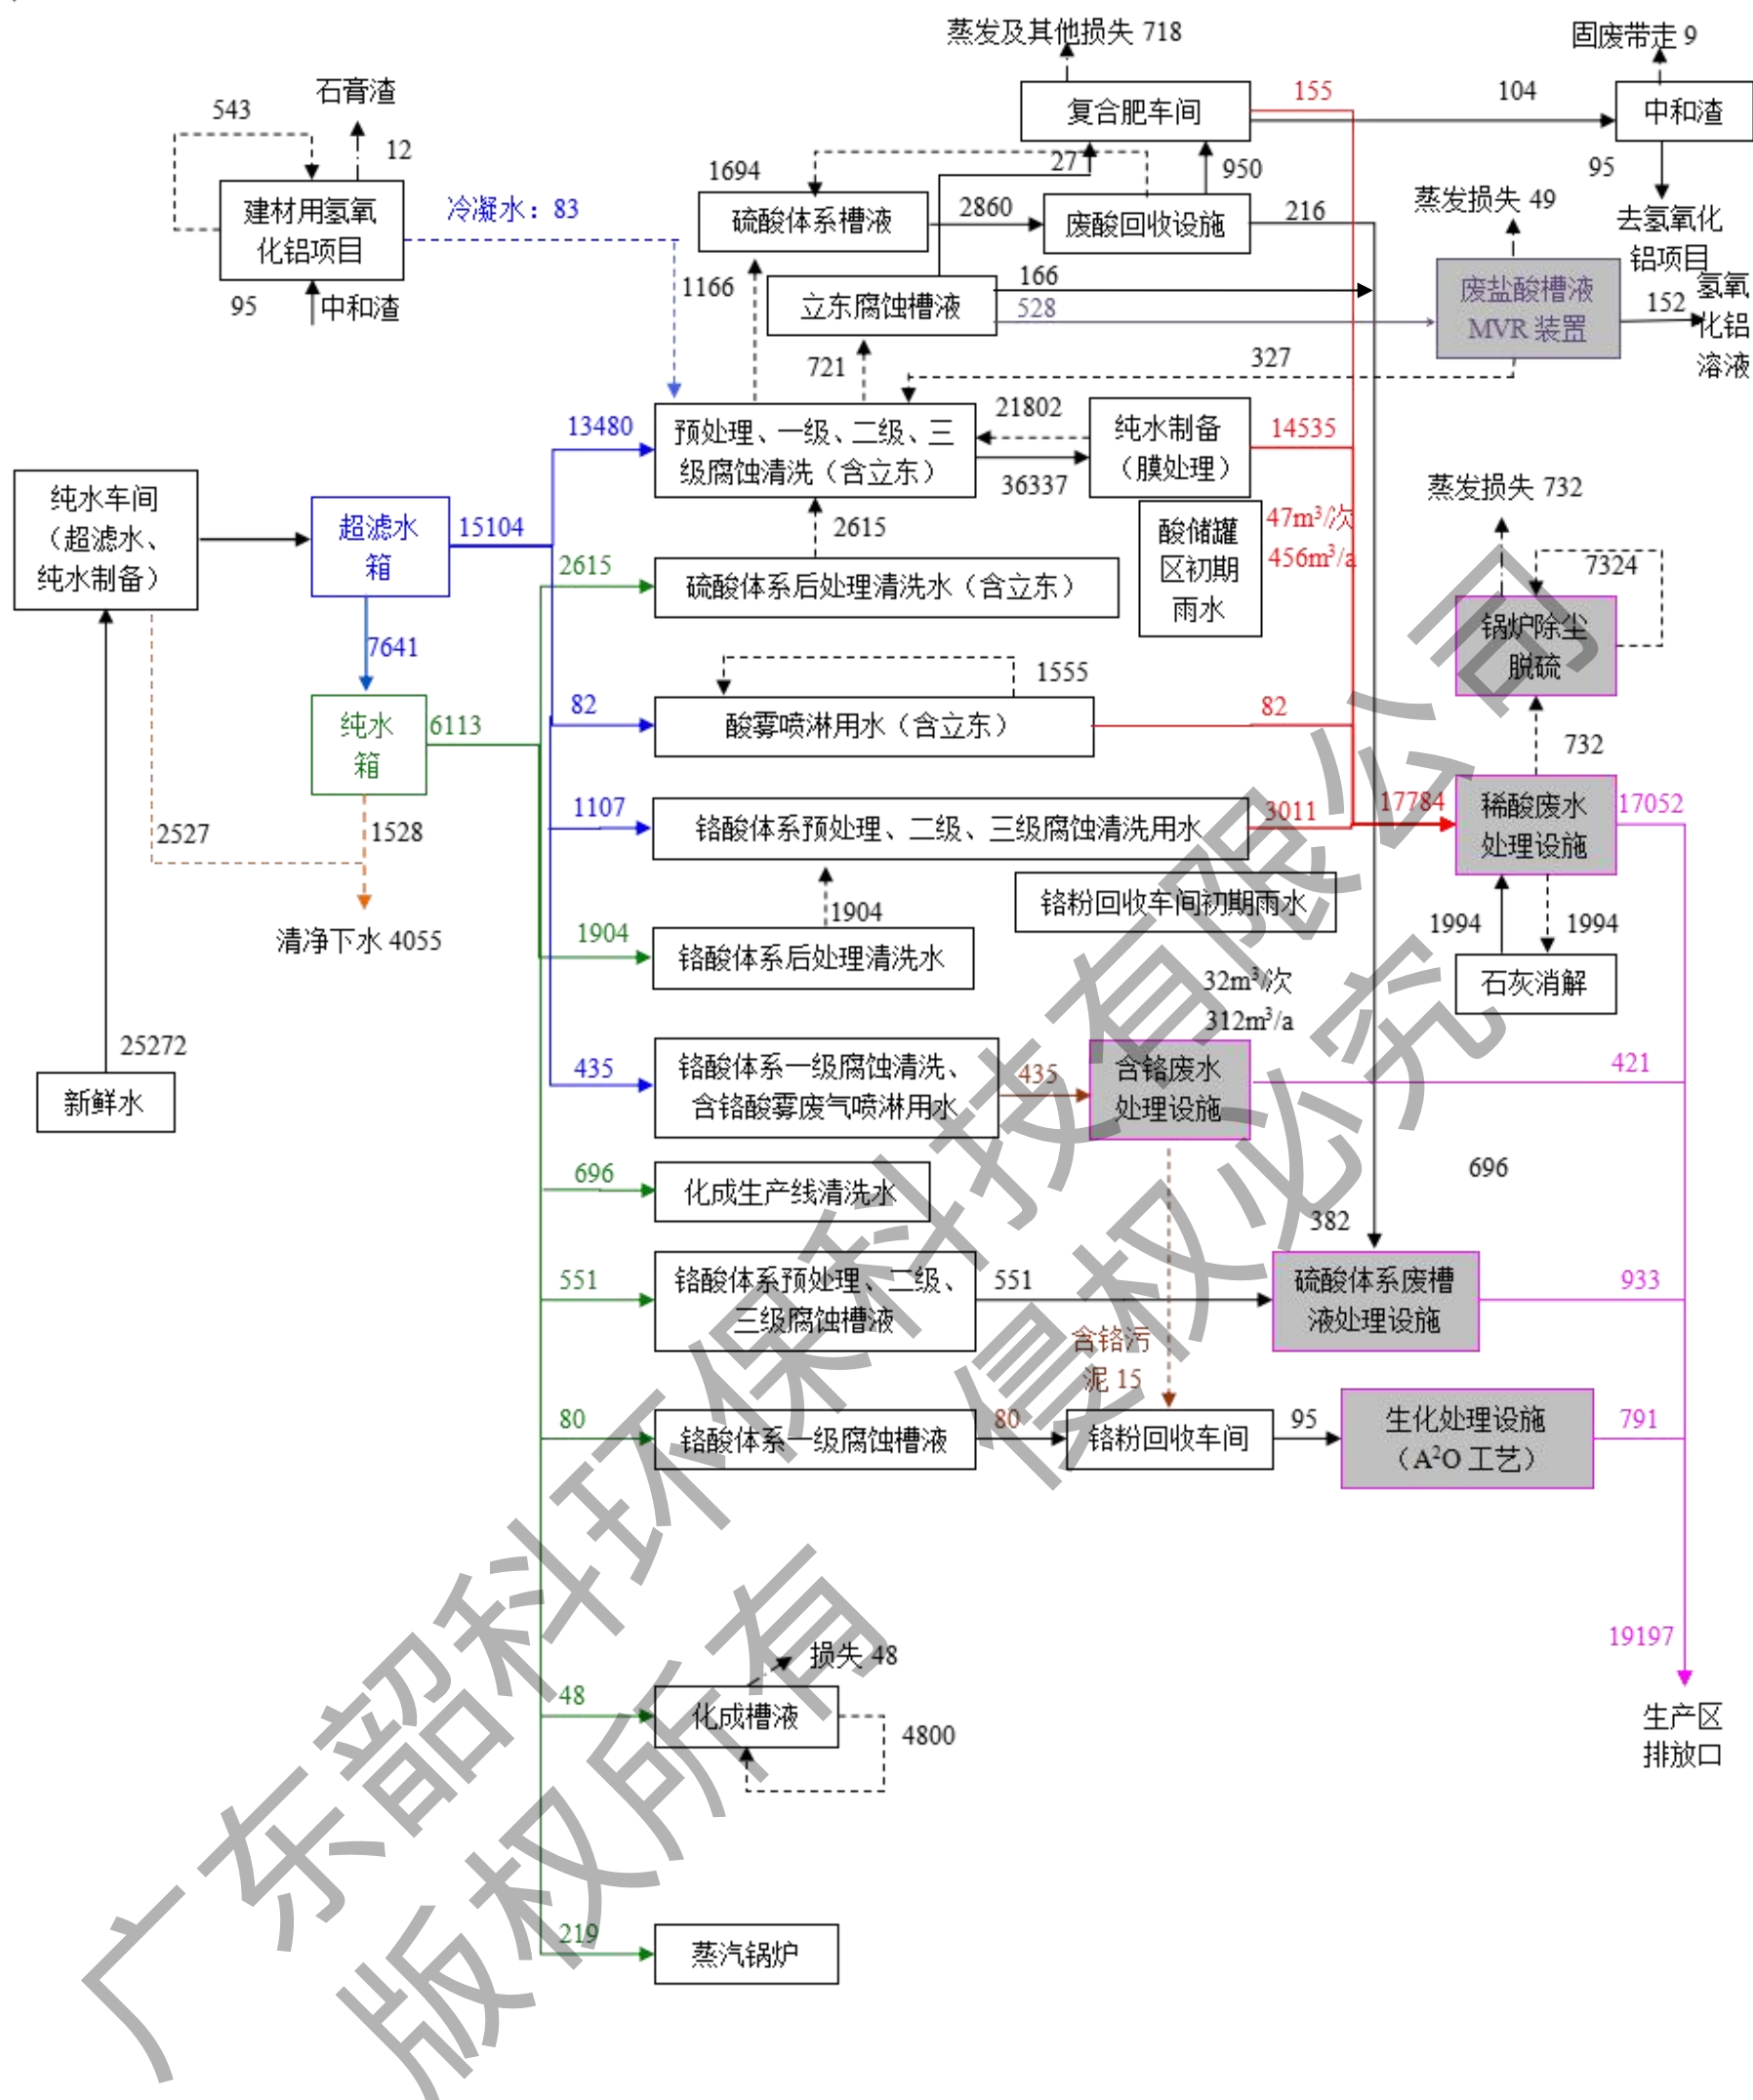 蒸发及其他损失 718
固废带走 9
石膏渣
543
12
复合肥车间
155
104
中和渣
27
950
95
1694
建材用氢氧
化铝项目
冷凝水：83
硫酸体系槽液
2860
废酸回收设施
216
蒸发损失 49
去氢氧化
铝项目
95
中和渣
1166
立东腐蚀槽液
166
528
废盐酸槽液
MVR 装置
152
氢氧
化铝
溶液
721
327
13480
预处理、一级、二级、三
级腐蚀清洗（含立东）
21802
36337
纯水制备
（膜处理）
14535
纯水车间
（超滤水、
纯水制备）
超滤水
箱
15104
2615
酸储罐
区初期
雨水
47m³/次
456m³/a
蒸发损失 732
2615
硫酸体系后处理清洗水（含立东）
7324
锅炉除尘
脱硫
7641
1555
纯水
箱
6113
82
酸雾喷淋用水（含立东）
82
732
2527
1528
1107
铬酸体系预处理、二级、三级腐蚀清洗用水
3011
17784
稀酸废水
处理设施
17052
铬粉回收车间初期雨水
1904
1994
1994
清净下水 4055
1904
铬酸体系后处理清洗水
32m³/次
312m³/a
石灰消解
25272
新鲜水
435
铬酸体系一级腐蚀清洗、
含铬酸雾废气喷淋用水
435
含铬废水
处理设施
421
696
化成生产线清洗水
696
382
551
铬酸体系预处理、二级、
三级腐蚀槽液
551
硫酸体系废槽
液处理设施
933
含铬污
泥 15
80
铬酸体系一级腐蚀槽液
80
铬粉回收车间
95
生化处理设施
（A²O 工艺）
791
19197
损失 48
48
化成槽液
4800
生产区
排放口
219
蒸汽锅炉
广东韶科环保科技有限公司
版权所有
侵权必究